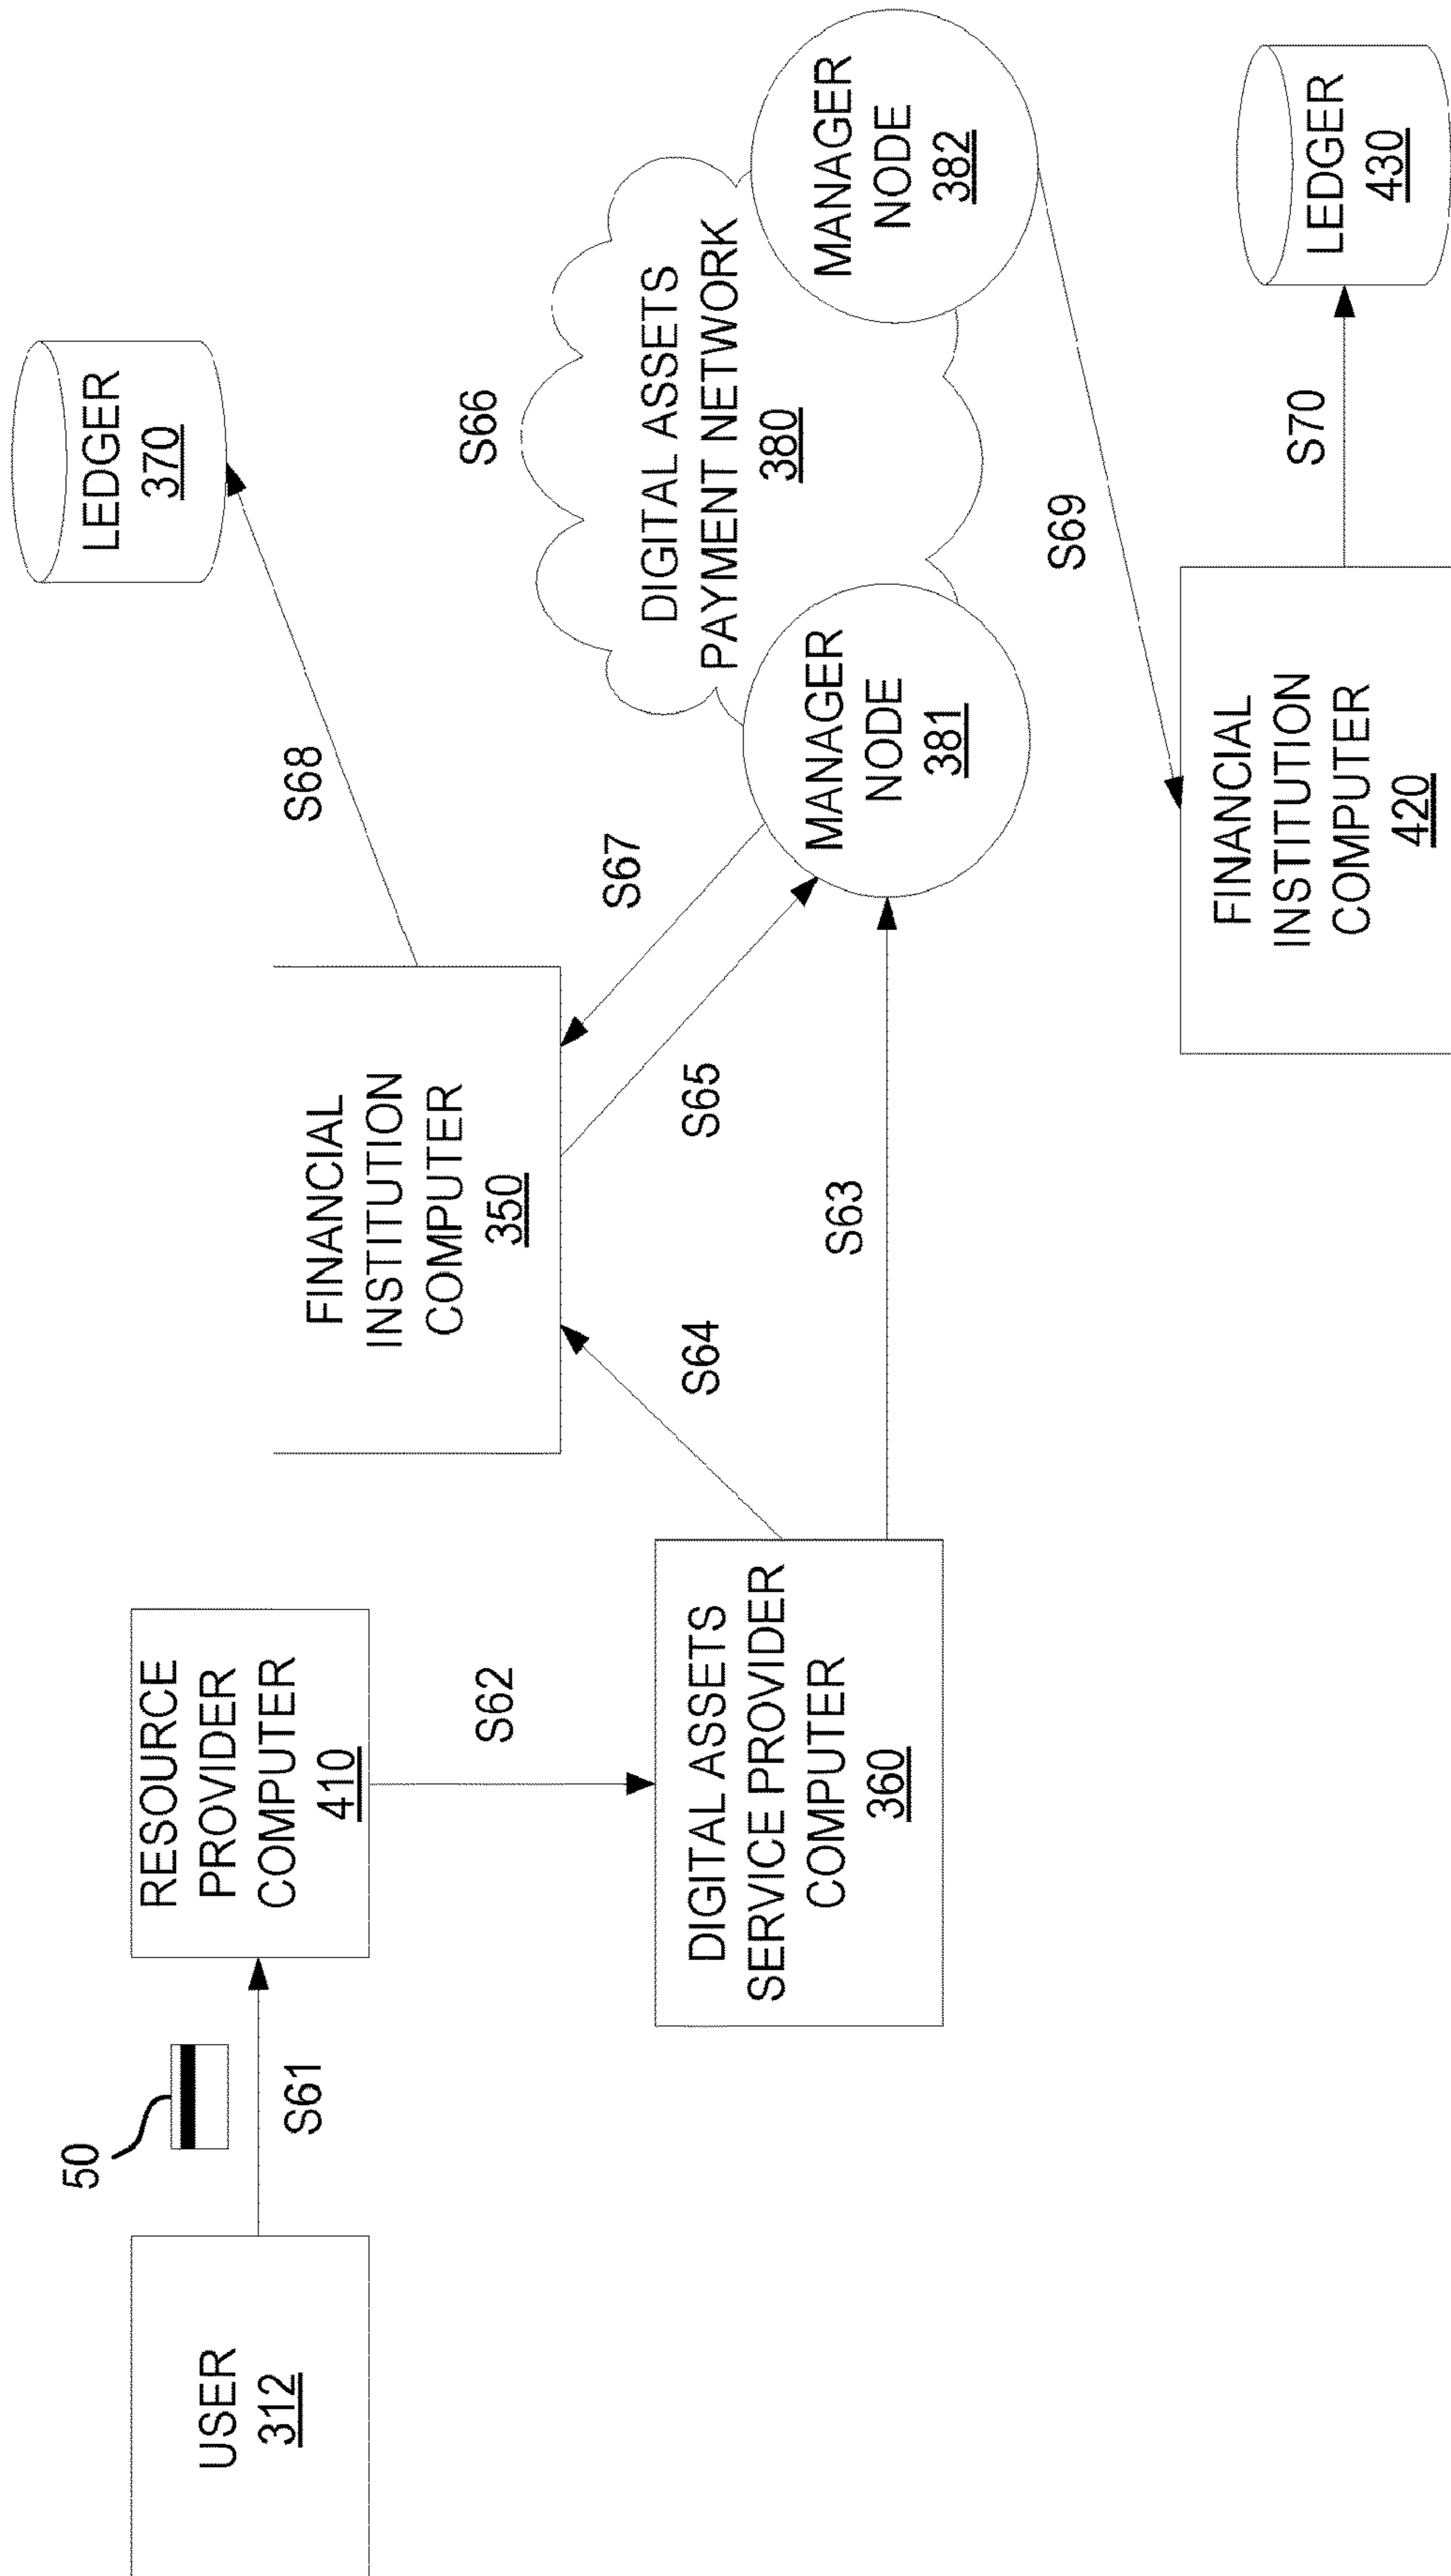 USER
312
50
S61
RESOURCE
PROVIDER
COMPUTER
410
S62
DIGITAL ASSETS
SERVICE PROVIDER
COMPUTER
360
S64
S63
FINANCIAL
INSTITUTION
COMPUTER
350
S65
S67
S68
LEDGER
370
S66
DIGITAL ASSETS
PAYMENT NETWORK
380
MANAGER
NODE
381
MANAGER
NODE
382
S69
FINANCIAL
INSTITUTION
COMPUTER
420
S70
LEDGER
430